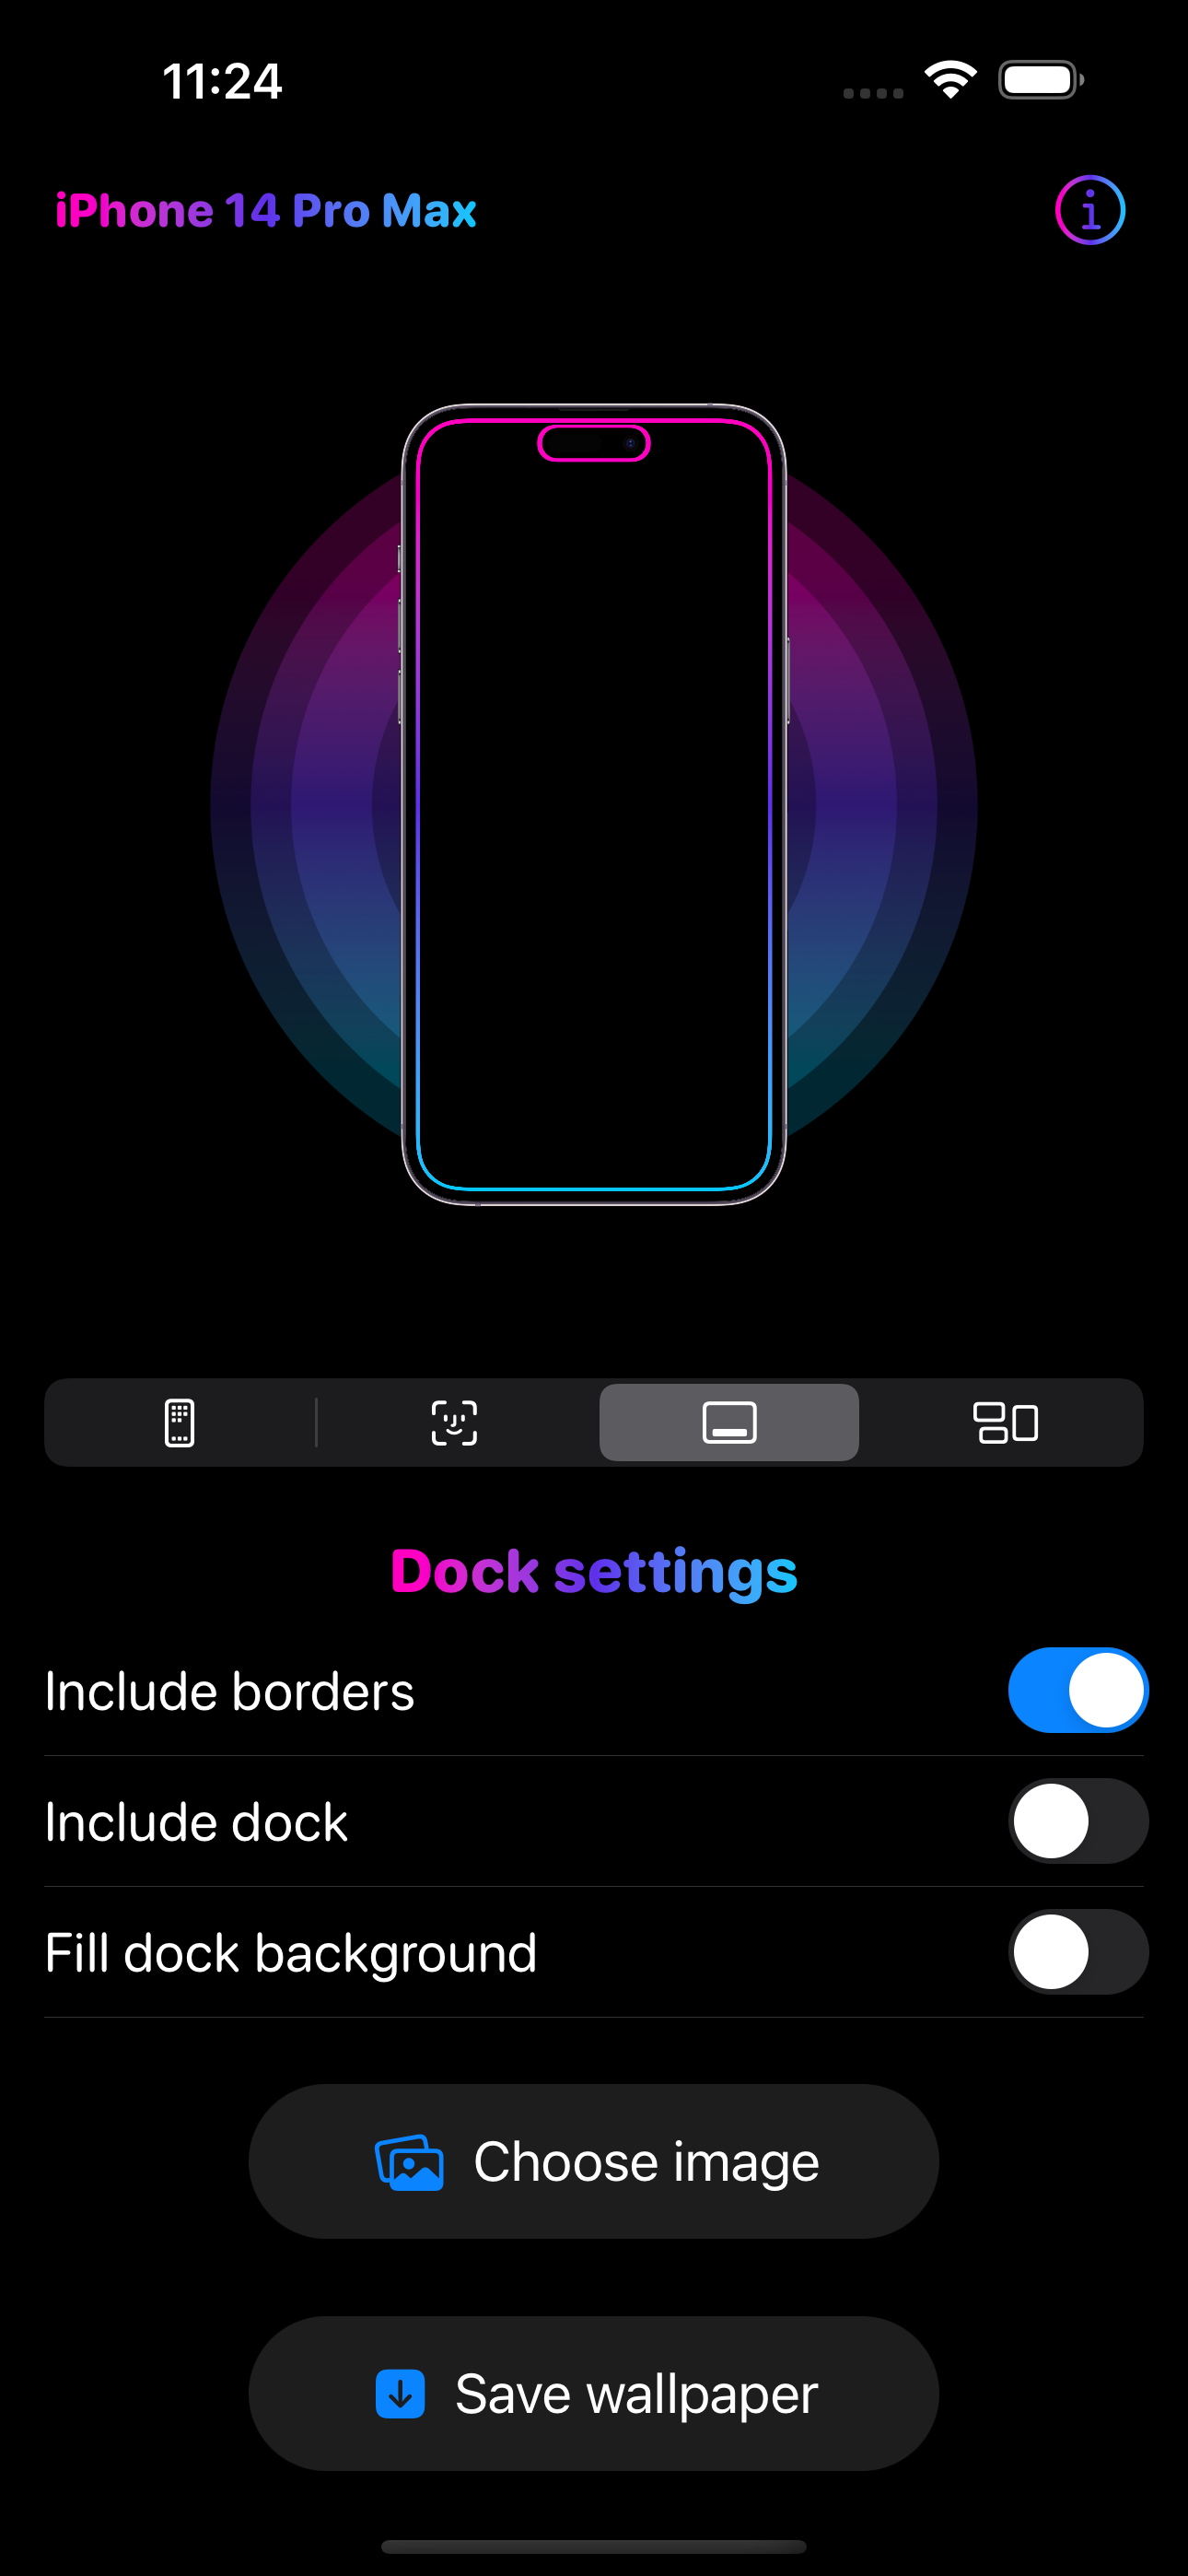 11:24
iPhone 14 Pro Max
Dock settings
Include borders
Include dock
Fill dock background
Choose image
Save wallpaper